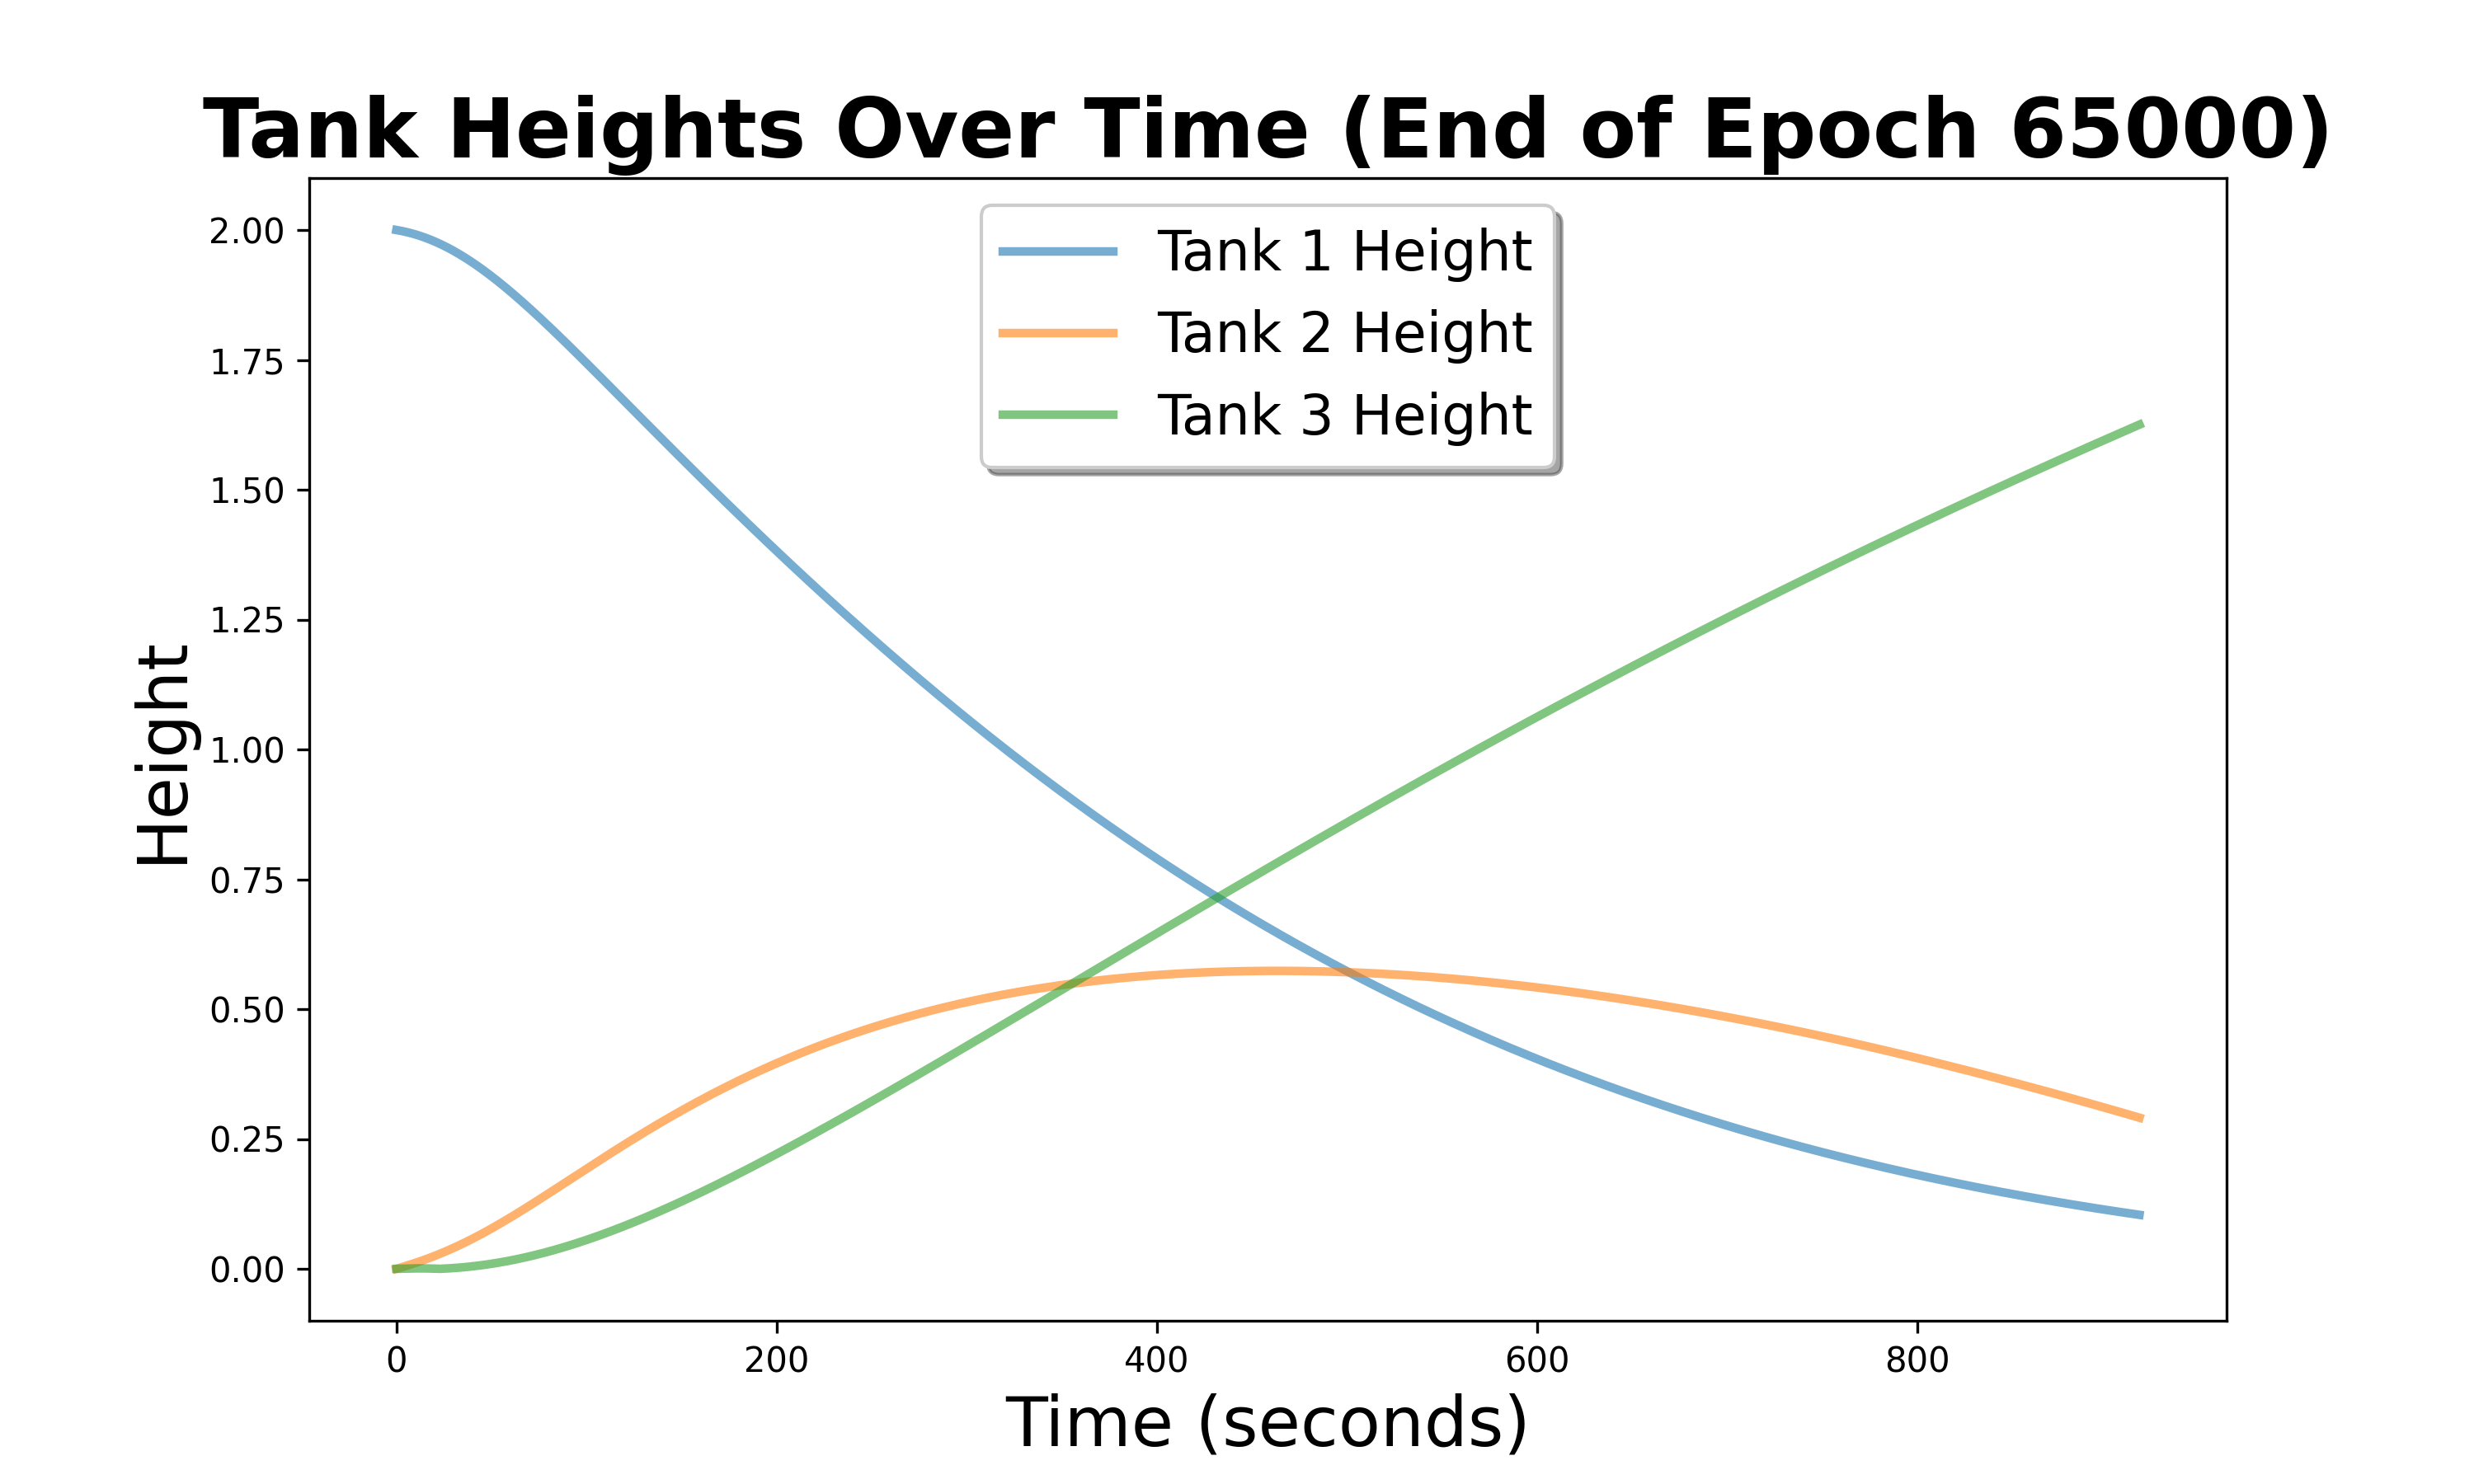 Tank Heights Over Time (End of Epoch 65000)
Tank 1 Height
Tank 2 Height
Tank 3 Height
Height
2.00
1.75
1.50
1.25
1.00
0.75
0.50
0.25
0.00
0 200 400 600 800
Time (seconds)